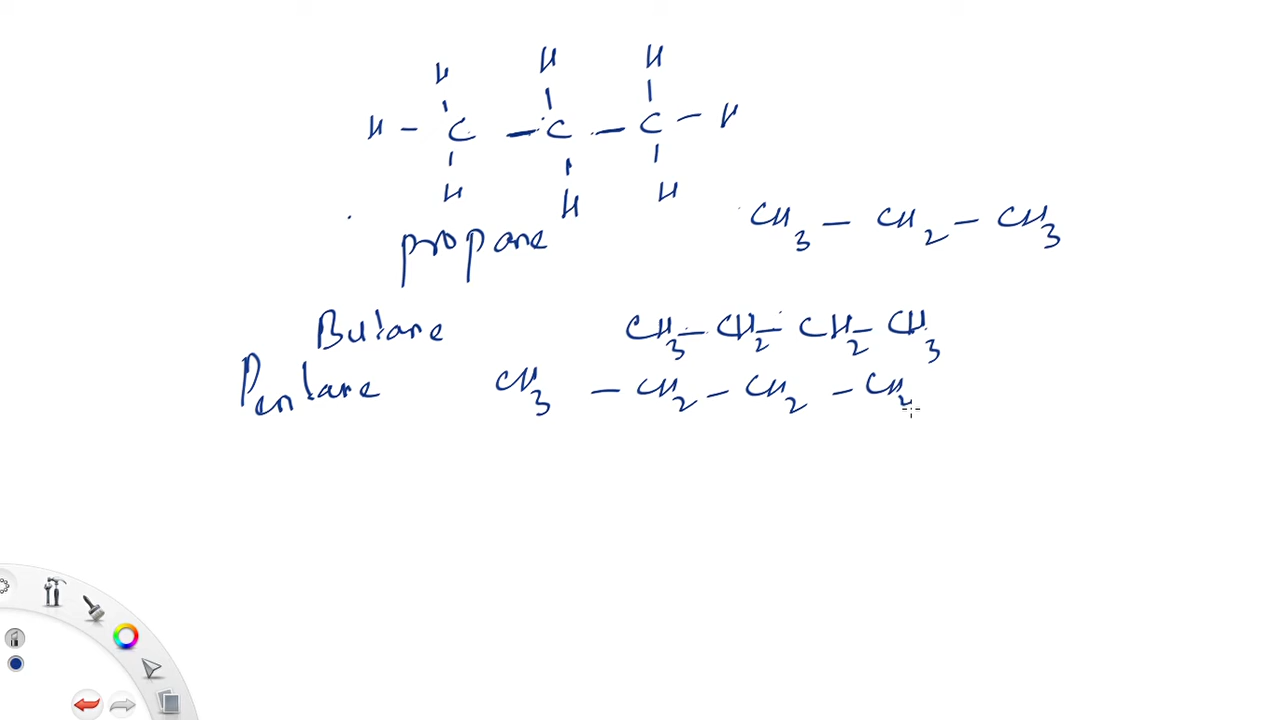 H H H
H - C - C - C - H
H H H
propane CH3 - CH2 - CH3
Butane CH3 - CH2 - CH2 - CH3
Pentane CH3 - CH2 - CH2 - CH2